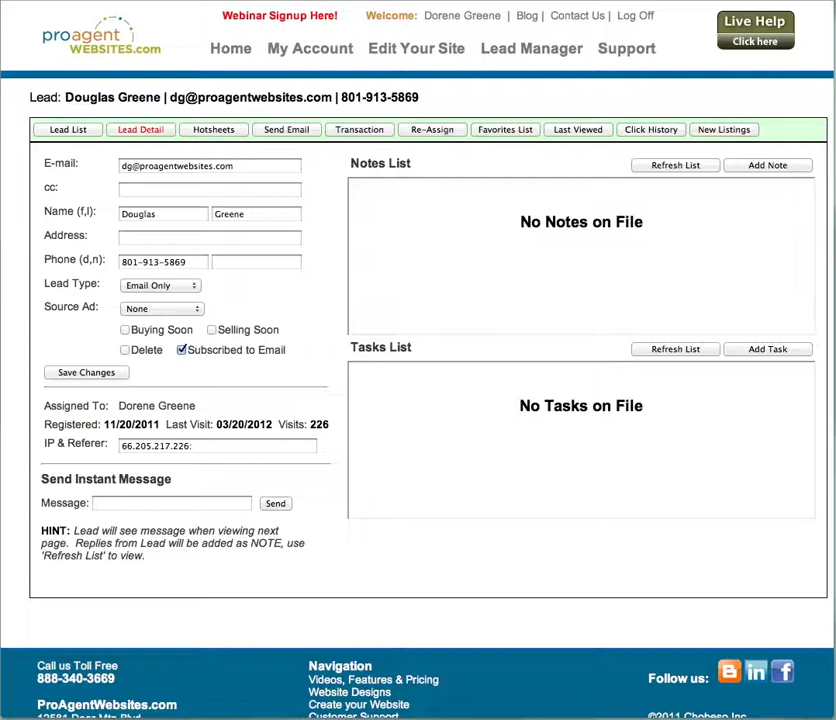 Webinar Signup Here! Welcome: Dorene Greene | Blog | Contact Us | Log Off
proagent
WEBSITES.com
Home My Account Edit Your Site Lead Manager Support
Live Help
Click here
Lead: Douglas Greene | dg@proagentwebsites.com | 801-913-5869
Lead List Lead Detail Hotsheets Send Email Transaction Re-Assign Favorites List Last Viewed Click History New Listings
E-mail: dg@proagentwebsites.com
cc:
Name (f,l): Douglas Greene
Address:
Phone (d,n): 801-913-5869
Lead Type: Email Only
Source Ad: None
Buying Soon Selling Soon
Delete Subscribed to Email
Save Changes
Assigned To: Dorene Greene
Registered: 11/20/2011 Last Visit: 03/20/2012 Visits: 226
IP & Referer: 66.205.217.226:
Send Instant Message
Message: Send
HINT: Lead will see message when viewing next
page. Replies from Lead will be added as NOTE, use
'Refresh List' to view.
Notes List Refresh List Add Note
No Notes on File
Tasks List Refresh List Add Task
No Tasks on File
Call us Toll Free
888-340-3669
ProAgentWebsites.com
Navigation
Videos, Features & Pricing
Website Designs
Create your Website
Customer Support
Follow us:
©2011 Chobeso Inc